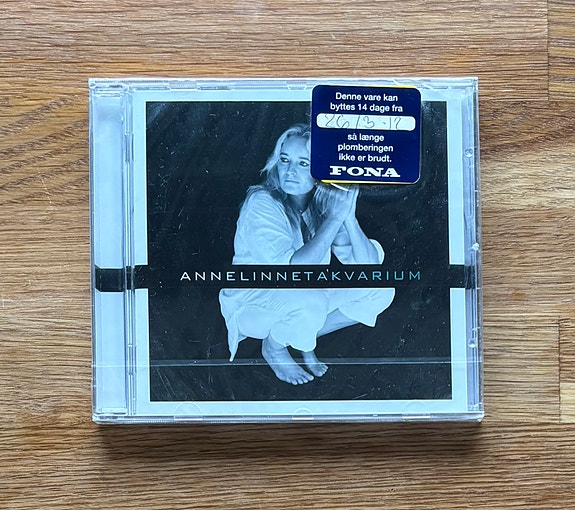 Denne vare kan
byttes 14 dage fra
26/3-12
så længe
plomberingen
ikke er brudt.
FONA
ANNELINNETAKVARIUM